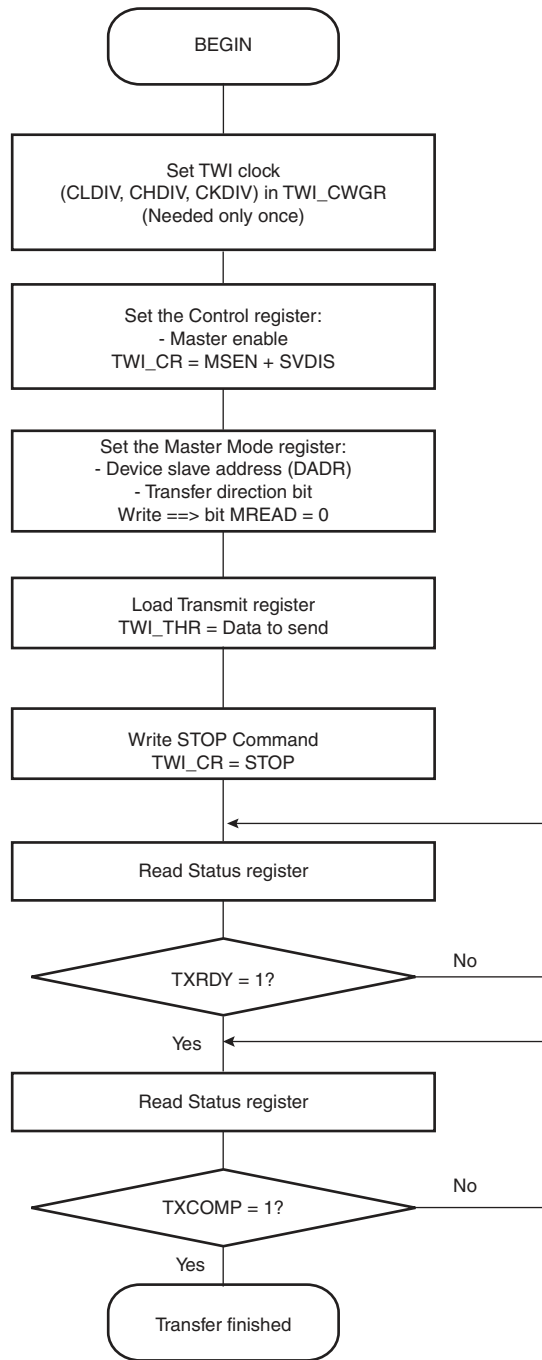 BEGIN
Set TWI clock
(CLDIV, CHDIV, CKDIV) in TWI_CWGR
(Needed only once)
Set the Control register:
- Master enable
TWI_CR = MSEN + SVDIS
Set the Master Mode register:
- Device slave address (DADR)
- Transfer direction bit
Write ==> bit MREAD = 0
Load Transmit register
TWI_THR = Data to send
Write STOP Command
TWI_CR = STOP
Read Status register
TXRDY = 1?
No
Yes
Read Status register
TXCOMP = 1?
No
Yes
Transfer finished